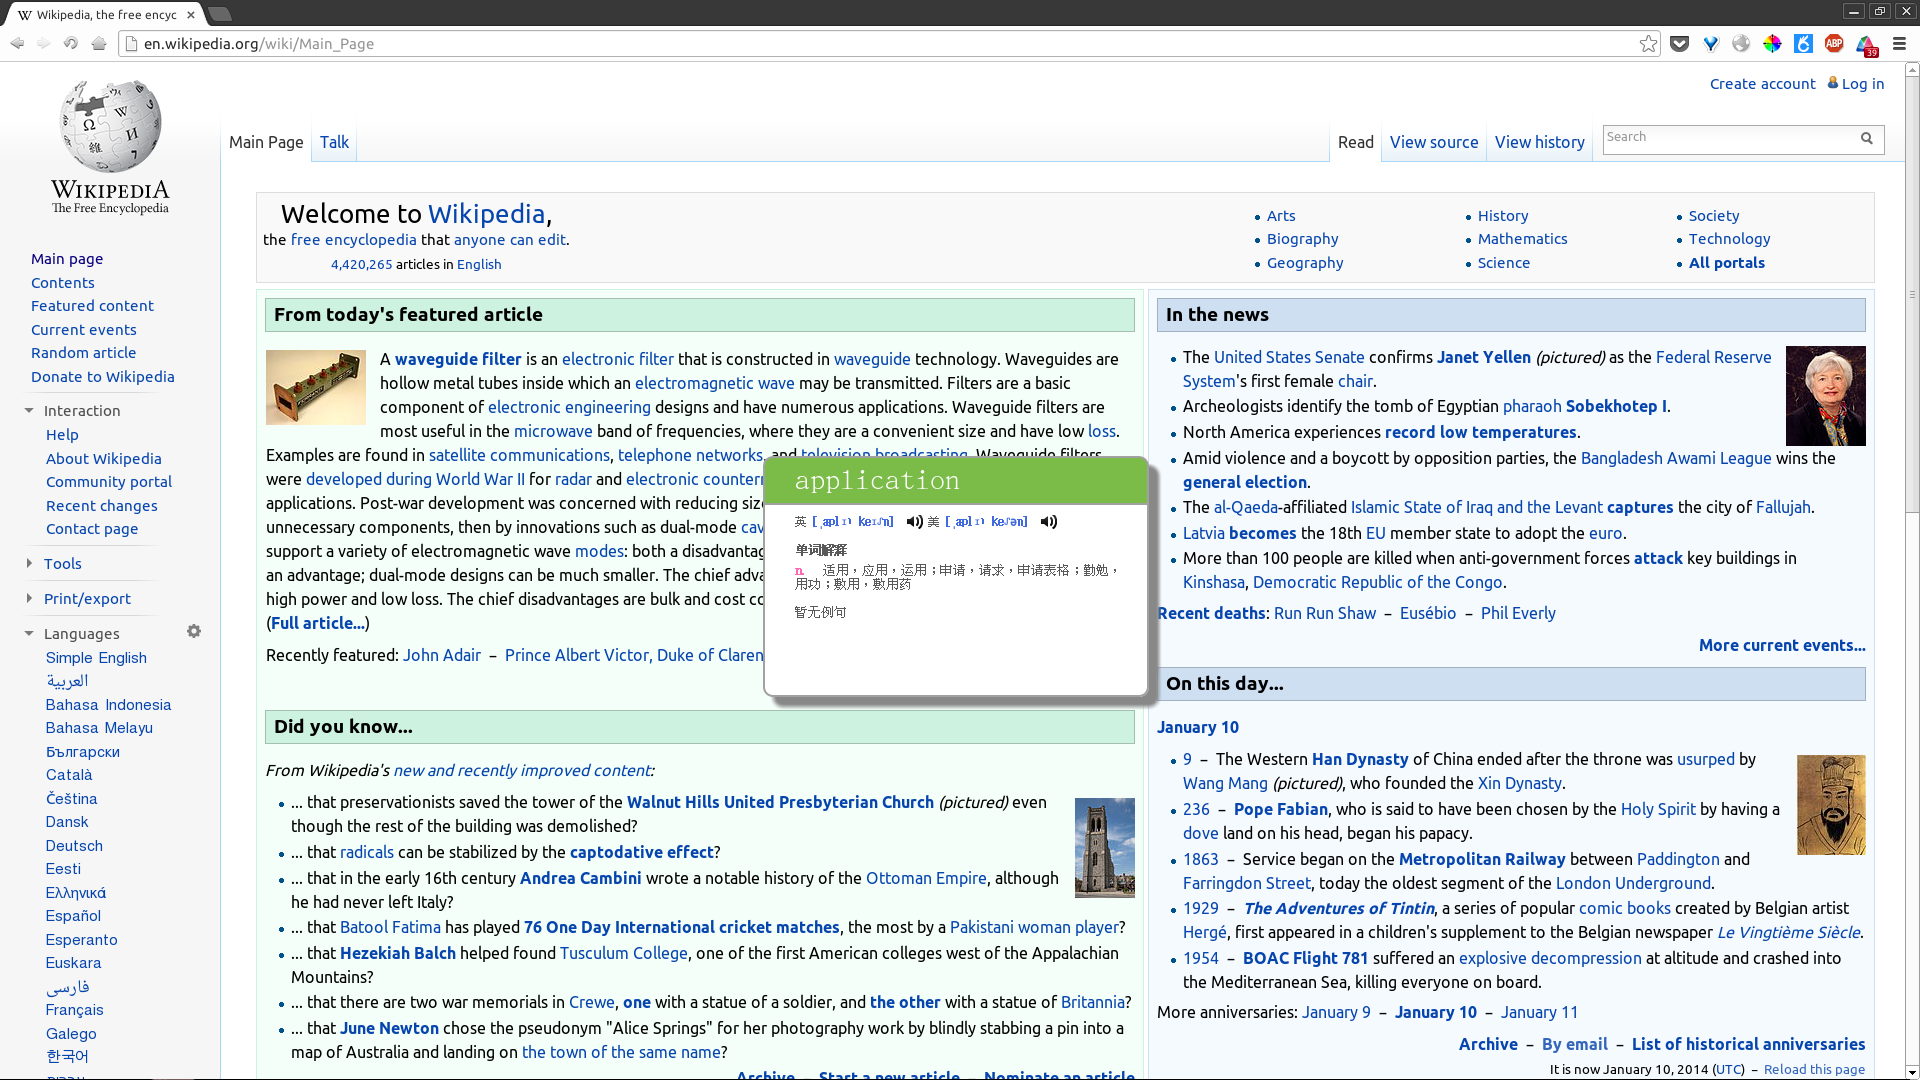 Wikipedia, the free encyc
en.wikipedia.org/wiki/Main_Page
ABP
39
Create account Log in
Main Page Talk
Read View source View history
Search
WIKIPEDIA
The Free Encyclopedia
Main page
Contents
Featured content
Current events
Random article
Donate to Wikipedia
Interaction
Help
About Wikipedia
Community portal
Recent changes
Contact page
Tools
Print/export
Languages
Simple English
العربية
Bahasa Indonesia
Bahasa Melayu
Български
Català
Čeština
Dansk
Deutsch
Eesti
Ελληνικά
Español
Esperanto
Euskara
فارسی
Français
Galego
한국어
Welcome to Wikipedia,
the free encyclopedia that anyone can edit.
4,420,265 articles in English
Arts
Biography
Geography
History
Mathematics
Science
Society
Technology
All portals
From today's featured article
A waveguide filter is an electronic filter that is constructed in waveguide technology. Waveguides are
hollow metal tubes inside which an electromagnetic wave may be transmitted. Filters are a basic
component of electronic engineering designs and have numerous applications. Waveguide filters are
most useful in the microwave band of frequencies, where they are a convenient size and have low loss.
Examples are found in satellite communications, telephone networks, and television broadcasting. Waveguide filters
were developed during World War II for radar and electronic
applications. Post-war development was concerned with reducing
unnecessary components, then by innovations such as dual-mode
support a variety of electromagnetic wave modes: both a
an advantage; dual-mode designs can be much smaller. The chief
high power and low loss. The chief disadvantages are bulk and cost
(Full article...)
Recently featured: John Adair – Prince Albert Victor, Duke of
application
英 [ˌæplɪˈkeɪʃn] 美 [ˌæplɪˈkeʃən]
单词解释
n. 适用，应用，运用；申请，请求，申请表格；勤勉，
用功；敷用，敷用药
暂无例句
Did you know...
From Wikipedia's new and recently improved content:
... that preservationists saved the tower of the Walnut Hills United Presbyterian Church (pictured) even
though the rest of the building was demolished?
... that radicals can be stabilized by the captodative effect?
... that in the early 16th century Andrea Cambini wrote a notable history of the Ottoman Empire, although
he had never left Italy?
... that Batool Fatima has played 76 One Day International cricket matches, the most by a Pakistani woman player?
... that Hezekiah Balch helped found Tusculum College, one of the first American colleges west of the Appalachian
Mountains?
... that there are two war memorials in Crewe, one with a statue of a soldier, and the other with a statue of Britannia?
... that June Newton chose the pseudonym "Alice Springs" for her photography work by blindly stabbing a pin into a
map of Australia and landing on the town of the same name?
Archive – Start a new article – Nominate an article
In the news
The United States Senate confirms Janet Yellen (pictured) as the Federal Reserve
System's first female chair.
Archeologists identify the tomb of Egyptian pharaoh Sobekhotep I.
North America experiences record low temperatures.
Amid violence and a boycott by opposition parties, the Bangladesh Awami League wins the
general election.
The al-Qaeda-affiliated Islamic State of Iraq and the Levant captures the city of Fallujah.
Latvia becomes the 18th EU member state to adopt the euro.
More than 100 people are killed when anti-government forces attack key buildings in
Kinshasa, Democratic Republic of the Congo.
Recent deaths: Run Run Shaw – Eusébio – Phil Everly
More current events...
On this day...
January 10
9 – The Western Han Dynasty of China ended after the throne was usurped by
Wang Mang (pictured), who founded the Xin Dynasty.
236 – Pope Fabian, who is said to have been chosen by the Holy Spirit by having a
dove land on his head, began his papacy.
1863 – Service began on the Metropolitan Railway between Paddington and
Farringdon Street, today the oldest segment of the London Underground.
1929 – The Adventures of Tintin, a series of popular comic books created by Belgian artist
Hergé, first appeared in a children's supplement to the Belgian newspaper Le Vingtième Siècle.
1954 – BOAC Flight 781 suffered an explosive decompression at altitude and crashed into
the Mediterranean Sea, killing everyone on board.
More anniversaries: January 9 – January 10 – January 11
Archive – By email – List of historical anniversaries
It is now January 10, 2014 (UTC) – Reload this page